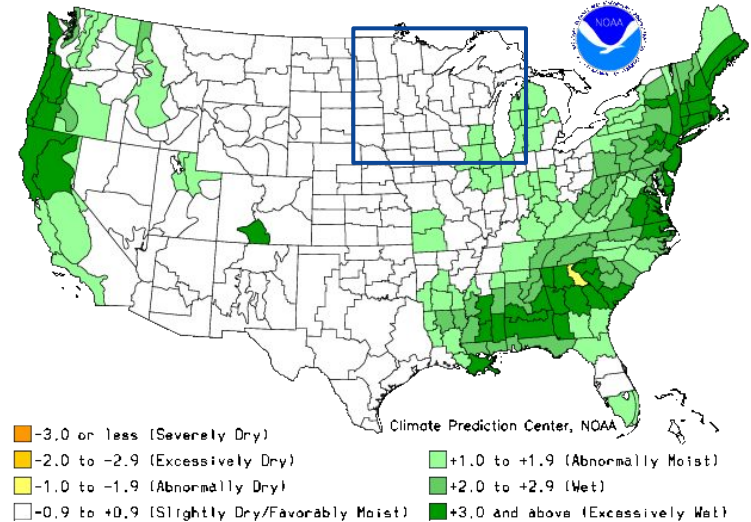 NOAA
Climate Prediction Center, NOAA
-3.0 or less (Severely Dry)
-2.0 to -2.9 (Excessively Dry)
-1.0 to -1.9 (Abnormally Dry)
-0.9 to +0.9 (Slightly Dry/Favorably Moist)
+1.0 to +1.9 (Abnormally Moist)
+2.0 to +2.9 (Wet)
+3.0 and above (Excessively Wet)